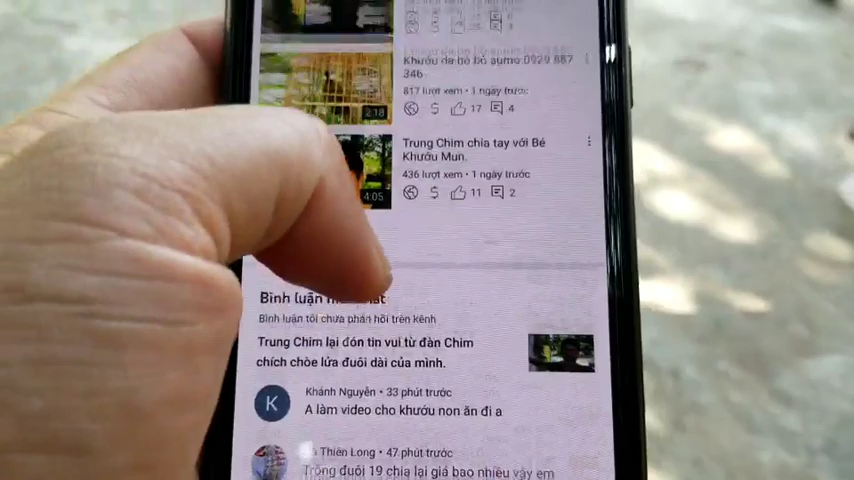 Khướu đá bỏ bú aumo 0929 887
346
817 lượt xem • 1 ngày trước
2:18
17
4
Trung Chim chia tay với Bé
Khướu Mun.
436 lượt xem • 1 ngày trước
4:05
11
2
Bình luận
Bình luận tôi chưa phản hồi trên kênh
Trung Chim lại đón tin vui từ đàn Chim
chích chòe lửa đuôi dài của mình.
K
Khánh Nguyễn • 33 phút trước
A làm video cho khướu non ăn đi a
Thiên Long • 47 phút trước
Trống đuôi 19 chia lại giá bao nhiêu vậy em